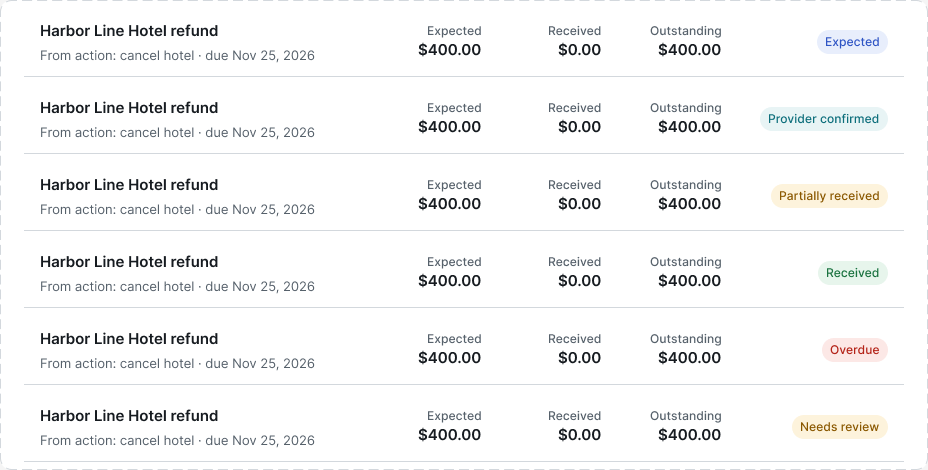 Harbor Line Hotel refund
From action: cancel hotel · due Nov 25, 2026
Expected
$400.00
Received
$0.00
Outstanding
$400.00
Expected
Harbor Line Hotel refund
From action: cancel hotel · due Nov 25, 2026
Expected
$400.00
Received
$0.00
Outstanding
$400.00
Provider confirmed
Harbor Line Hotel refund
From action: cancel hotel · due Nov 25, 2026
Expected
$400.00
Received
$0.00
Outstanding
$400.00
Partially received
Harbor Line Hotel refund
From action: cancel hotel · due Nov 25, 2026
Expected
$400.00
Received
$0.00
Outstanding
$400.00
Received
Harbor Line Hotel refund
From action: cancel hotel · due Nov 25, 2026
Expected
$400.00
Received
$0.00
Outstanding
$400.00
Overdue
Harbor Line Hotel refund
From action: cancel hotel · due Nov 25, 2026
Expected
$400.00
Received
$0.00
Outstanding
$400.00
Needs review